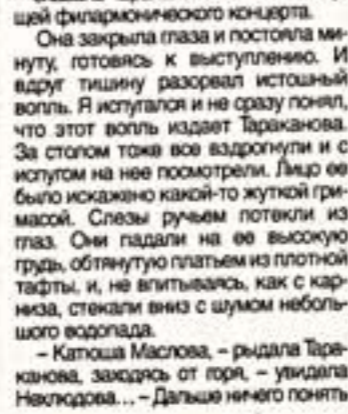 щей филармонического концерта.
Она закрыла глаза и постояла ми-
нуту, готовясь к выступлению. И
вдруг тишину разорвал истошный
вопль. Я испугался и не сразу понял,
что этот вопль издает Тараканова.
За столом тоже все вздрогнули и с
испугом на нее посмотрели. Лицо ее
было искажено какой-то жуткой гри-
масой. Слезы ручьем потекли из
глаз. Они падали на ее высокую
грудь, обтянутую платьем из плотной
тафты, и, не впитываясь, как с кар-
низа, стекали вниз с шумом неболь-
шого водопада.
– Катюша Маслова, – рыдала Тара-
канова, заходясь от горя, – увидела
Нехлюдова... – Дальше ничего понять